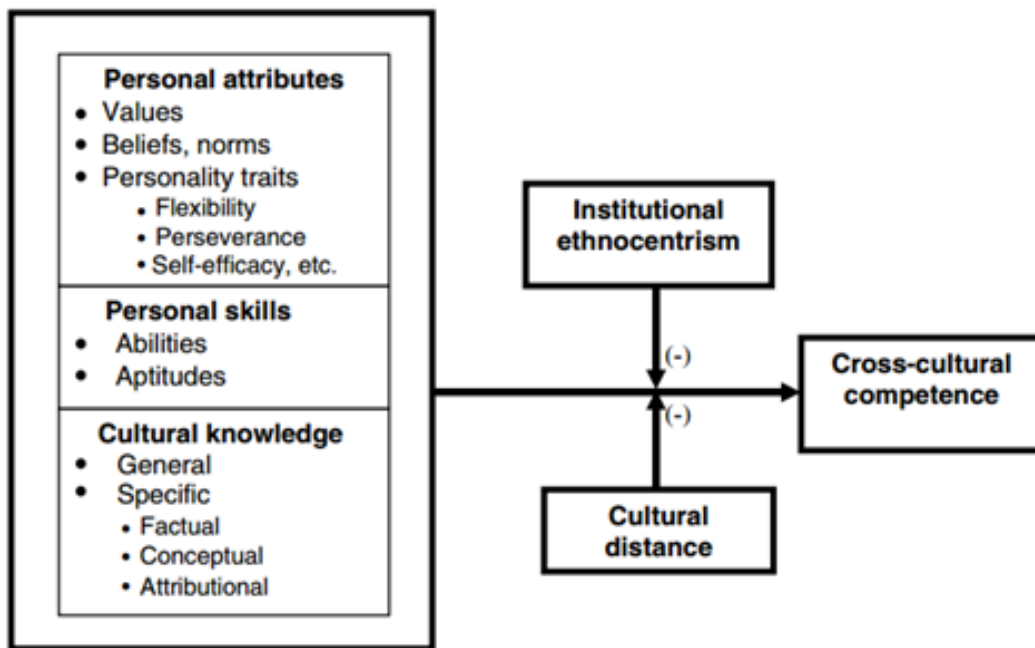 Personal attributes
• Values
• Beliefs, norms
• Personality traits
• Flexibility
• Perseverance
• Self-efficacy, etc.
Personal skills
• Abilities
• Aptitudes
Cultural knowledge
• General
• Specific
• Factual
• Conceptual
• Attributional
Institutional
ethnocentrism
(-)
(-)
Cultural
distance
Cross-cultural
competence